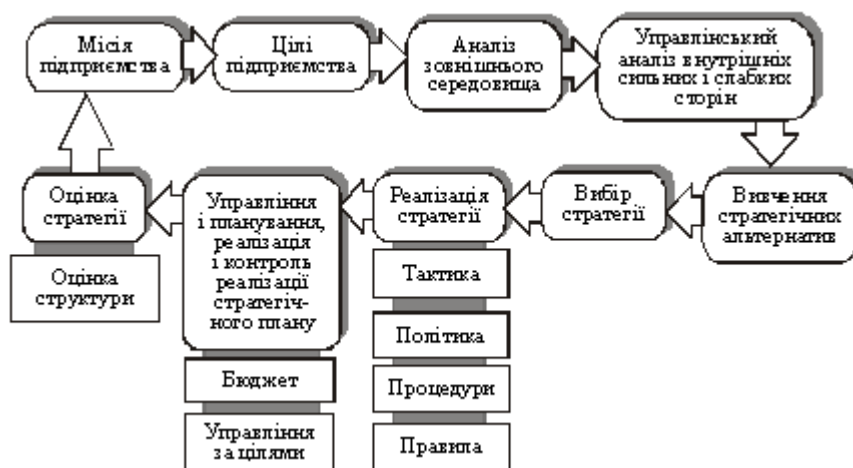 Місія
підприємства
Цілі
підприємства
Аналіз
зовнішнього
середовища
Управлінський
аналіз внутрішніх
сильних і слабких
сторін
Вивчення
стратегічних
альтернатив
Вибір
стратегії
Реалізація
стратегії
Тактика
Політика
Процедури
Правила
Управління
і планування,
реалізація
і контроль
реалізації
стратегіч-
ного плану
Бюджет
Управління
за цілями
Оцінка
стратегії
Оцінка
структури